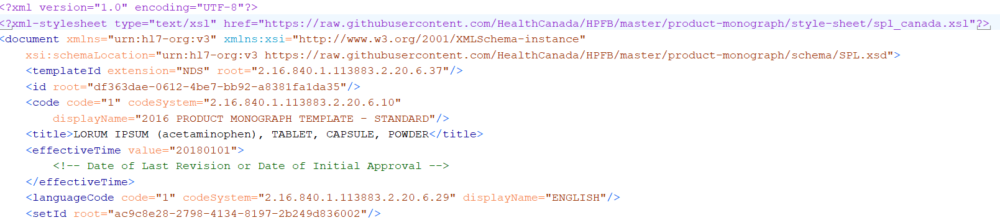 <?xml version="1.0" encoding="UTF-8"?>
<?xml-stylesheet type="text/xsl" href="https://raw.githubusercontent.com/HealthCanada/HPFB/master/product-monograph/style-sheet/spl_canada.xsl"?>
<document xmlns="urn:hl7-org:v3" xmlns:xsi="http://www.w3.org/2001/XMLSchema-instance"
xsi:schemaLocation="urn:hl7-org:v3 https://raw.githubusercontent.com/HealthCanada/HPFB/master/product-monograph/schema/SPL.xsd">
<templateId extension="NDS" root="2.16.840.1.113883.2.20.6.37"/>
<id root="df363dae-0612-4be7-bb92-a8381fa1da35"/>
<code code="1" codeSystem="2.16.840.1.113883.2.20.6.10"
displayName="2016 PRODUCT MONOGRAPH TEMPLATE - STANDARD"/>
<title>LORUM IPSUM (acetaminophen), TABLET, CAPSULE, POWDER</title>
<effectiveTime value="20180101">
<!-- Date of Last Revision or Date of Initial Approval -->
</effectiveTime>
<languageCode code="1" codeSystem="2.16.840.1.113883.2.20.6.29" displayName="ENGLISH"/>
<setId root="ac9c8e28-2798-4134-8197-2b249d836002"/>